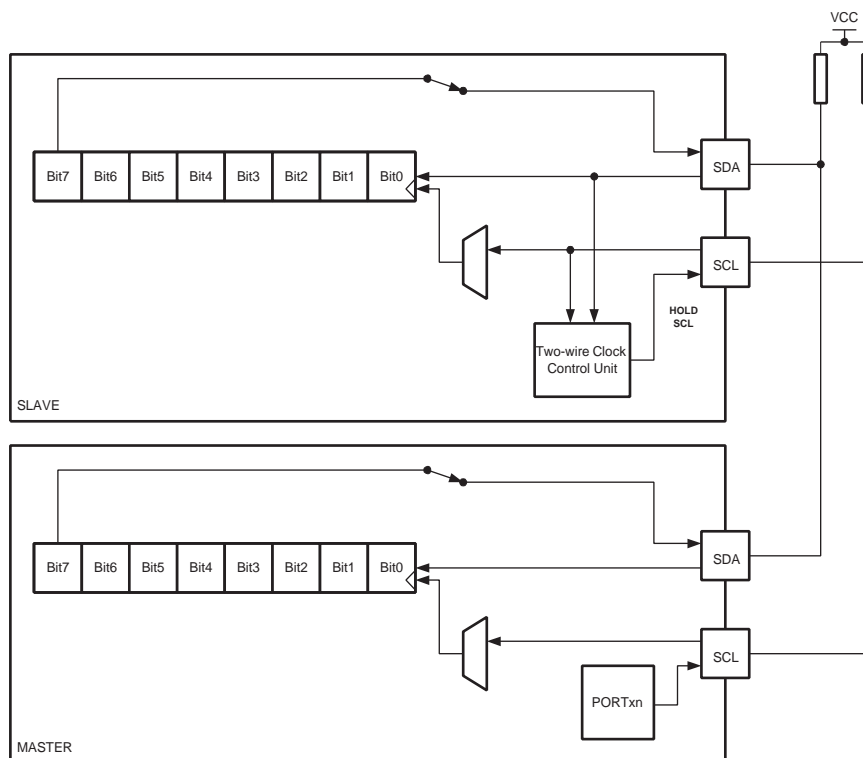 VCC
Bit7 Bit6 Bit5 Bit4 Bit3 Bit2 Bit1 Bit0
SDA
SCL
HOLD
SCL
Two-wire Clock
Control Unit
SLAVE
Bit7 Bit6 Bit5 Bit4 Bit3 Bit2 Bit1 Bit0
SDA
SCL
PORTxn
MASTER